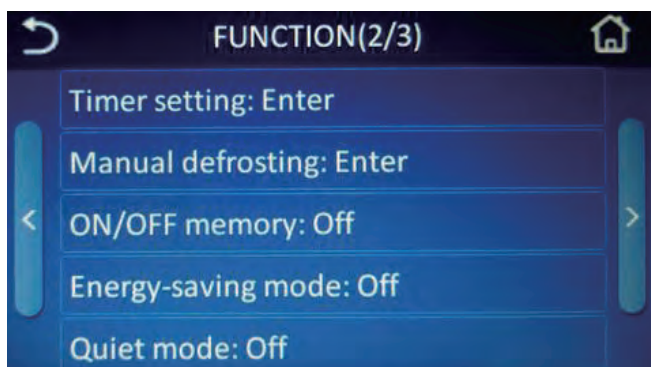 FUNCTION(2/3)
Timer setting: Enter
Manual defrosting: Enter
<
ON/OFF memory: Off
>
Energy-saving mode: Off
Quiet mode: Off